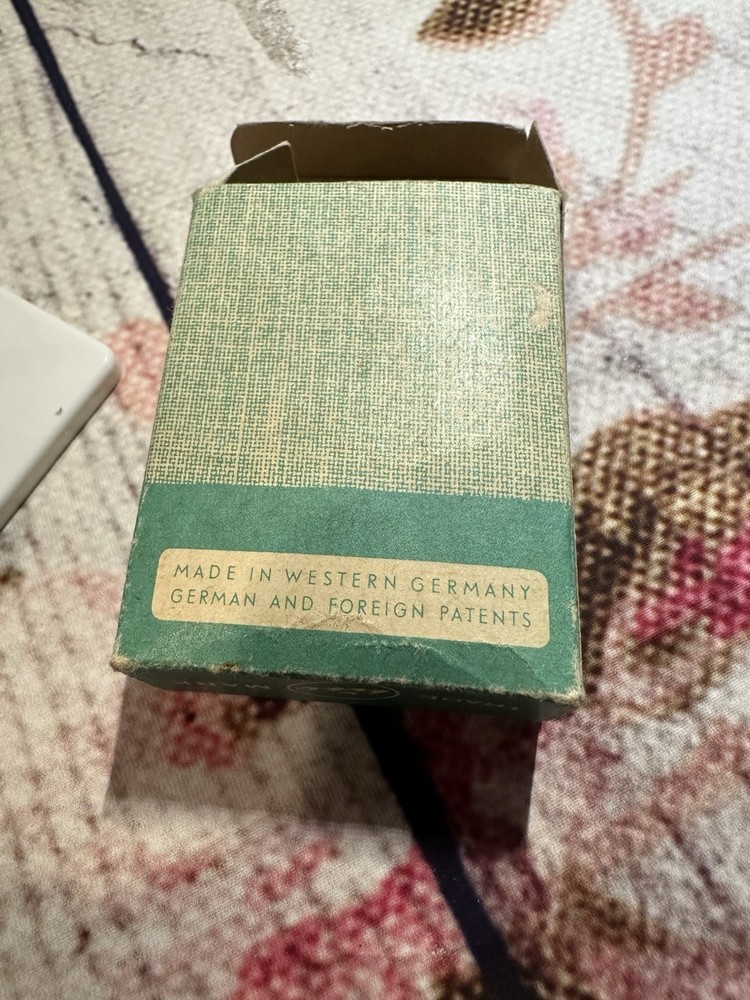 MADE IN WESTERN GERMANY
GERMAN AND FOREIGN PATENTS